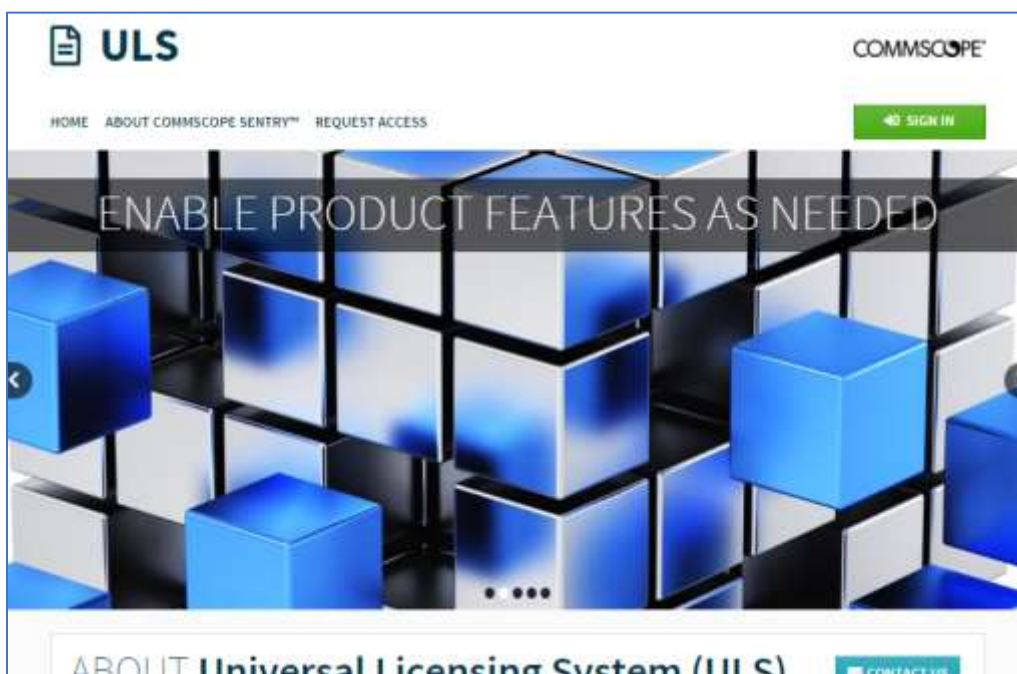 ULS
COMMSCOPE™
HOME ABOUT COMMSCOPE SENTRY™ REQUEST ACCESS
SIGN IN
ENABLE PRODUCT FEATURES AS NEEDED
ABOUT Universal Licensing System (ULS)
CONTACT US